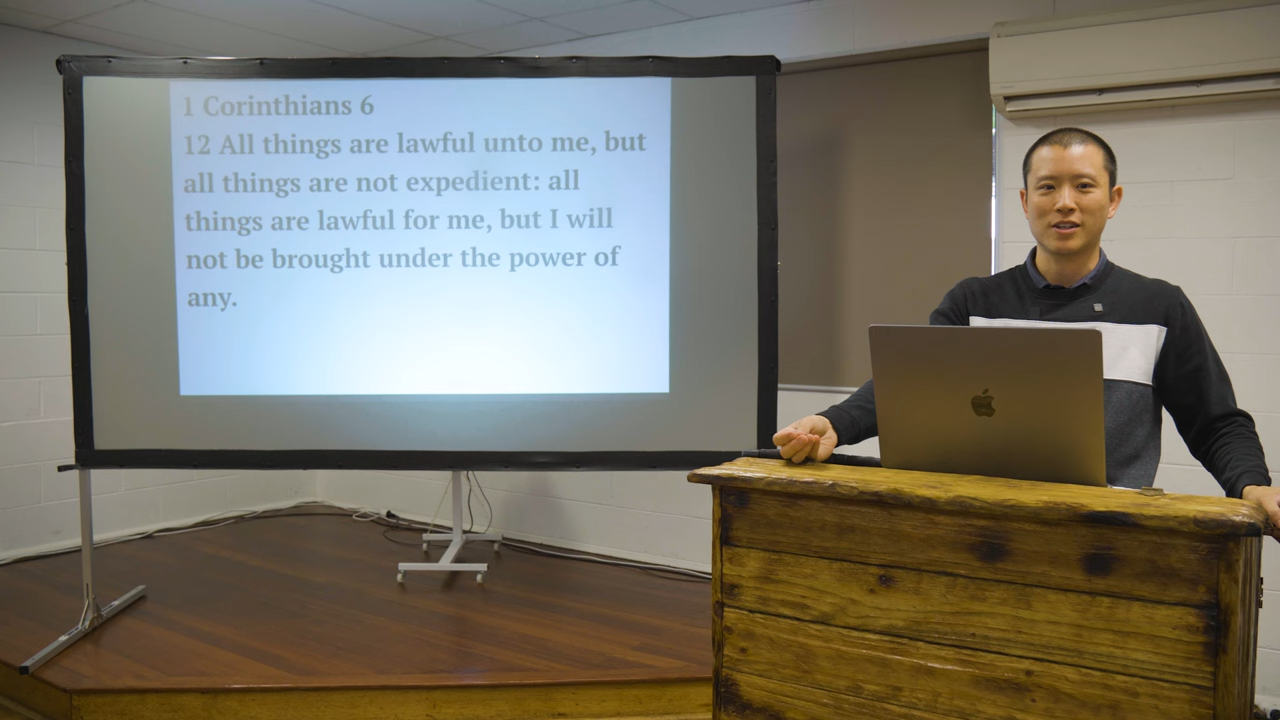 1 Corinthians 6
12 All things are lawful unto me, but
all things are not expedient: all
things are lawful for me, but I will
not be brought under the power of
any.